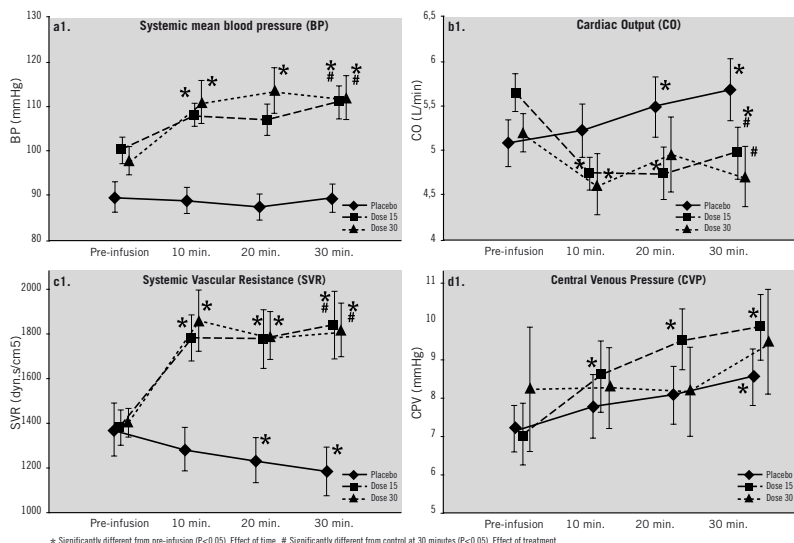 a1. Systemic mean blood pressure (BP)
BP (mmHg)
130
120
110
100
90
80
* * * * *
# #
Placebo
Dose 15
Dose 30
Pre-infusion 10 min. 20 min. 30 min.
b1. Cardiac Output (CO)
CO (L/min)
6,5
6
5,5
5
4,5
4
* * * * * *
# #
Placebo
Dose 15
Dose 30
Pre-infusion 10 min. 20 min. 30 min.
c1. Systemic Vascular Resistance (SVR)
SVR (dyn.s/cm5)
2000
1800
1600
1400
1200
1000
* * * * * *
# #
* *
Placebo
Dose 15
Dose 30
Pre-infusion 10 min. 20 min. 30 min.
d1. Central Venous Pressure (CVP)
CPV (mmHg)
11
10
9
8
7
6
5
* * * *
Placebo
Dose 15
Dose 30
Pre-infusion 10 min. 20 min. 30 min.
* Significantly different from pre-infusion (P<0.05). Effect of time. # Significantly different from control at 30 minutes (P<0.05). Effect of treatment.